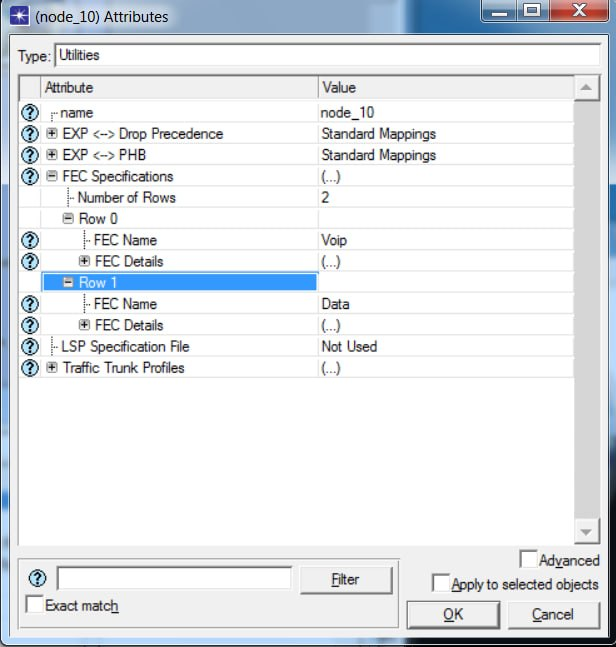 (node_10) Attributes
Type: Utilities
Attribute Value
name node_10
EXP <--> Drop Precedence Standard Mappings
EXP <--> PHB Standard Mappings
FEC Specifications (...)
Number of Rows 2
Row 0
FEC Name Voip
FEC Details (...)
Row 1
FEC Name Data
FEC Details (...)
LSP Specification File Not Used
Traffic Trunk Profiles (...)
Advanced
Filter
Apply to selected objects
Exact match
OK Cancel